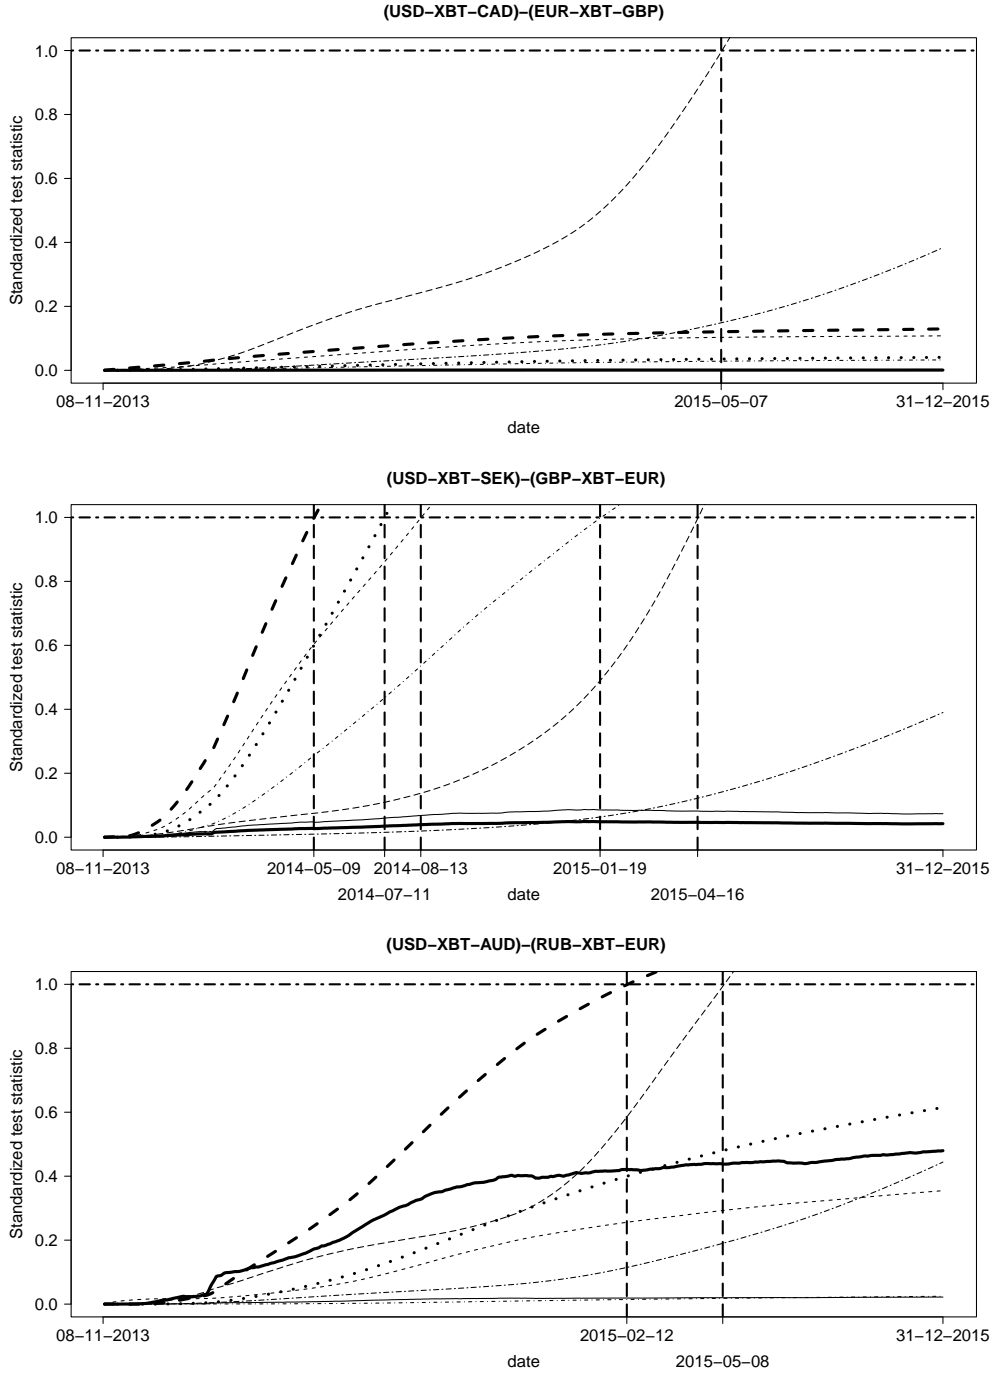 (USD−XBT−CAD)−(EUR−XBT−GBP)
Standardized test statistic
1.0
0.8
0.6
0.4
0.2
0.0
08−11−2013 2015−05−07 31−12−2015
date
(USD−XBT−SEK)−(GBP−XBT−EUR)
Standardized test statistic
1.0
0.8
0.6
0.4
0.2
0.0
08−11−2013 2014−05−09 2014−08−13 2015−01−19 31−12−2015
2014−07−11 date 2015−04−16
(USD−XBT−AUD)−(RUB−XBT−EUR)
Standardized test statistic
1.0
0.8
0.6
0.4
0.2
0.0
08−11−2013 2015−02−12 31−12−2015
date 2015−05−08